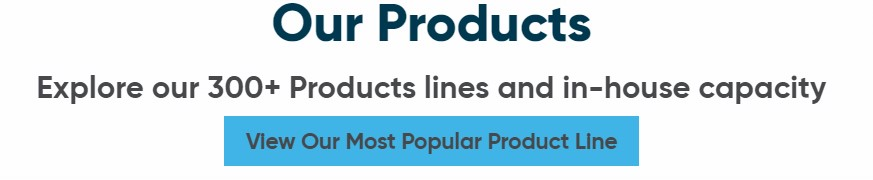 Our Products
Explore our 300+ Products lines and in-house capacity
View Our Most Popular Product Line